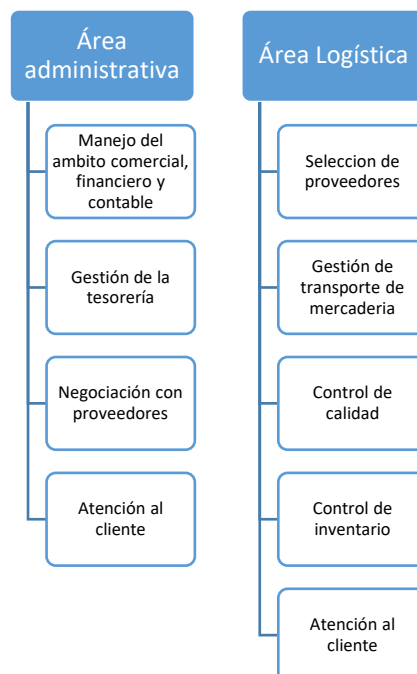 Área
administrativa
Manejo del
ambito comercial,
financiero y
contable
Gestión de la
tesorería
Negociación con
proveedores
Atención al
cliente
Área Logística
Seleccion de
proveedores
Gestión de
transporte de
mercaderia
Control de
calidad
Control de
inventario
Atención al
cliente